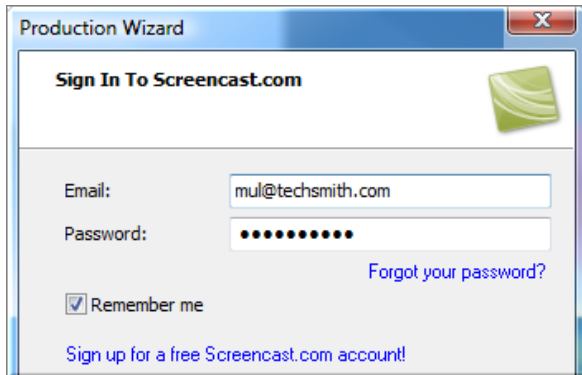 Production Wizard
Sign In To Screencast.com
Email: mul@techsmith.com
Password: ●●●●●●●●●●
Forgot your password?
Remember me
Sign up for a free Screencast.com account!